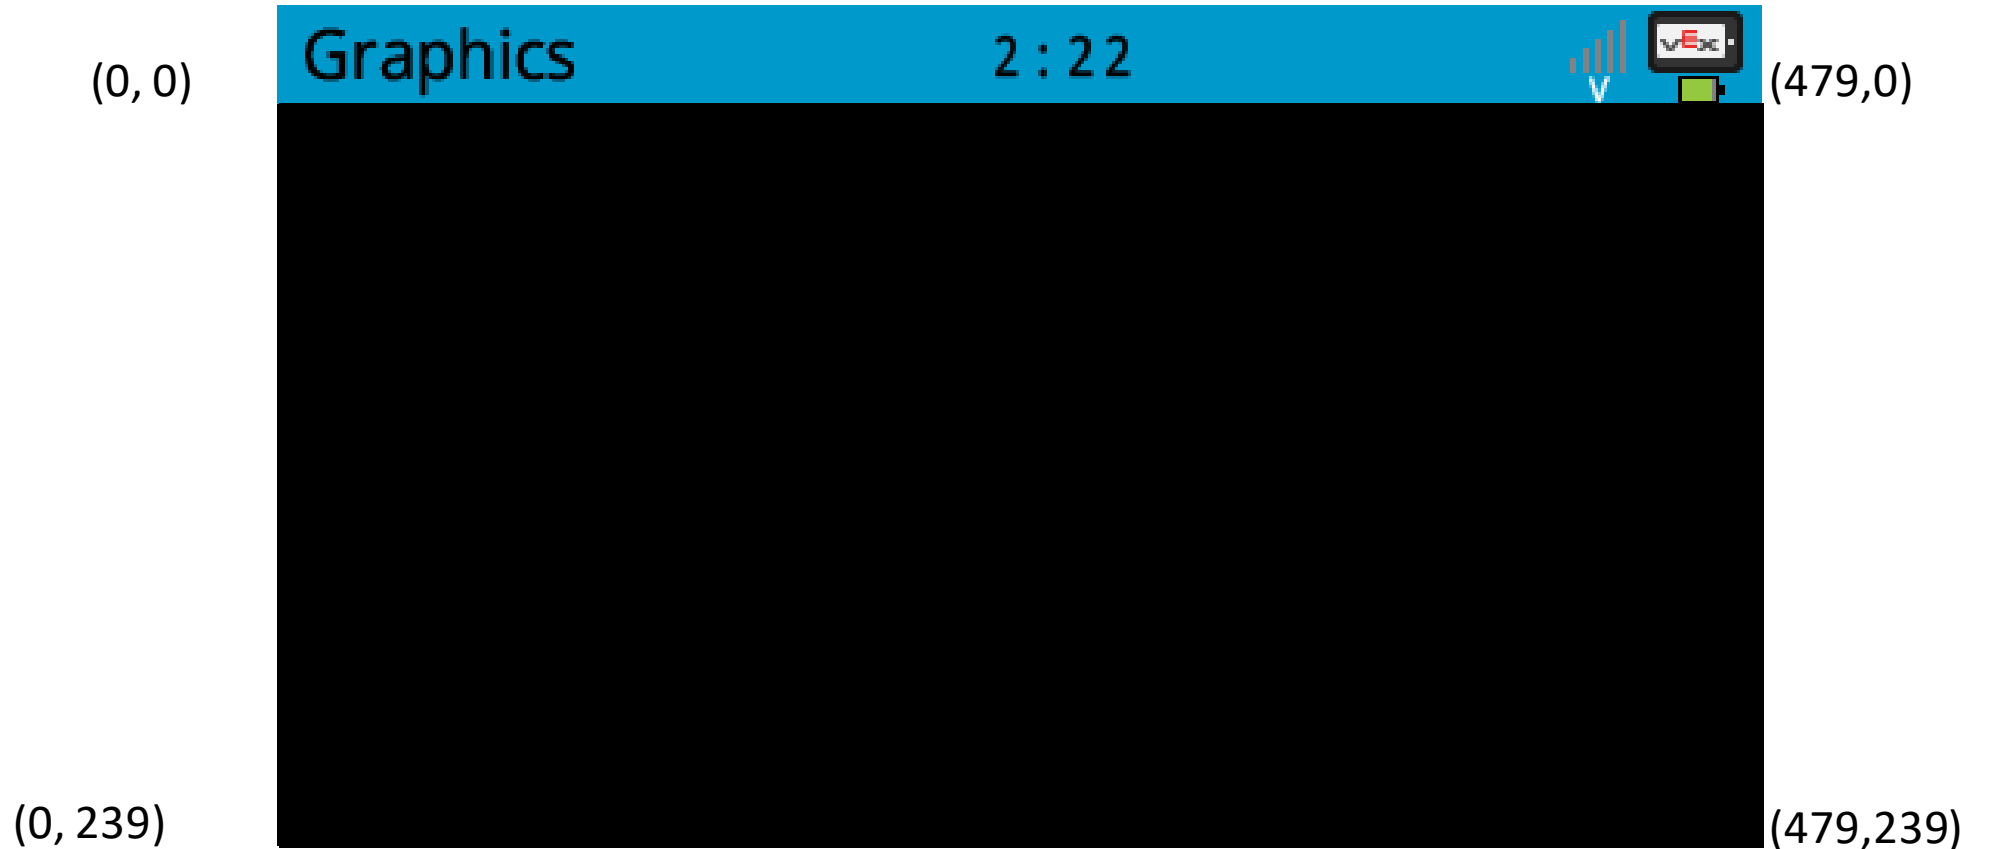 Graphics 2:22 VEX
V
(0, 0) (479,0)
(0, 239) (479,239)